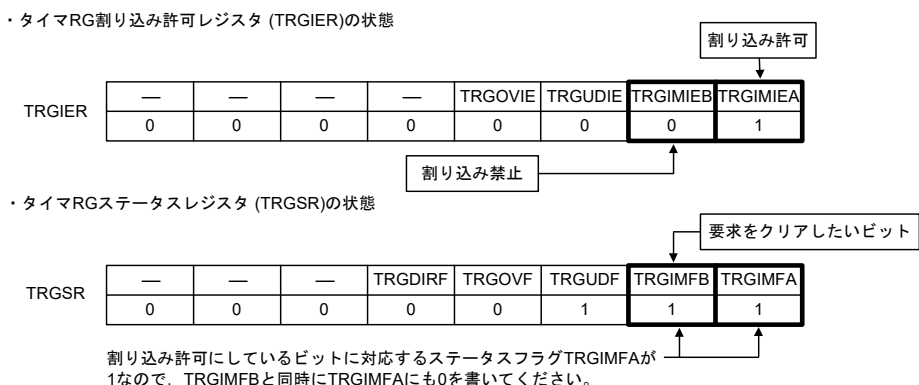 ・タイマRG割り込み許可レジスタ (TRGIER)の状態
割り込み許可
TRGIER
— — — — TRGOVIE TRGUDIE TRGIMIEB TRGIMIEA
0 0 0 0 0 0 0 1
割り込み禁止
・タイマRGステータスレジスタ (TRGSR)の状態
要求をクリアしたいビット
TRGSR
— — — TRGDIRF TRGOVF TRGUDF TRGIMFB TRGIMFA
0 0 0 0 0 1 1 1
割り込み許可にしているビットに対応するステータスフラグTRGIMFAが
1なので，TRGIMFBと同時にTRGIMFAにも0を書いてください。